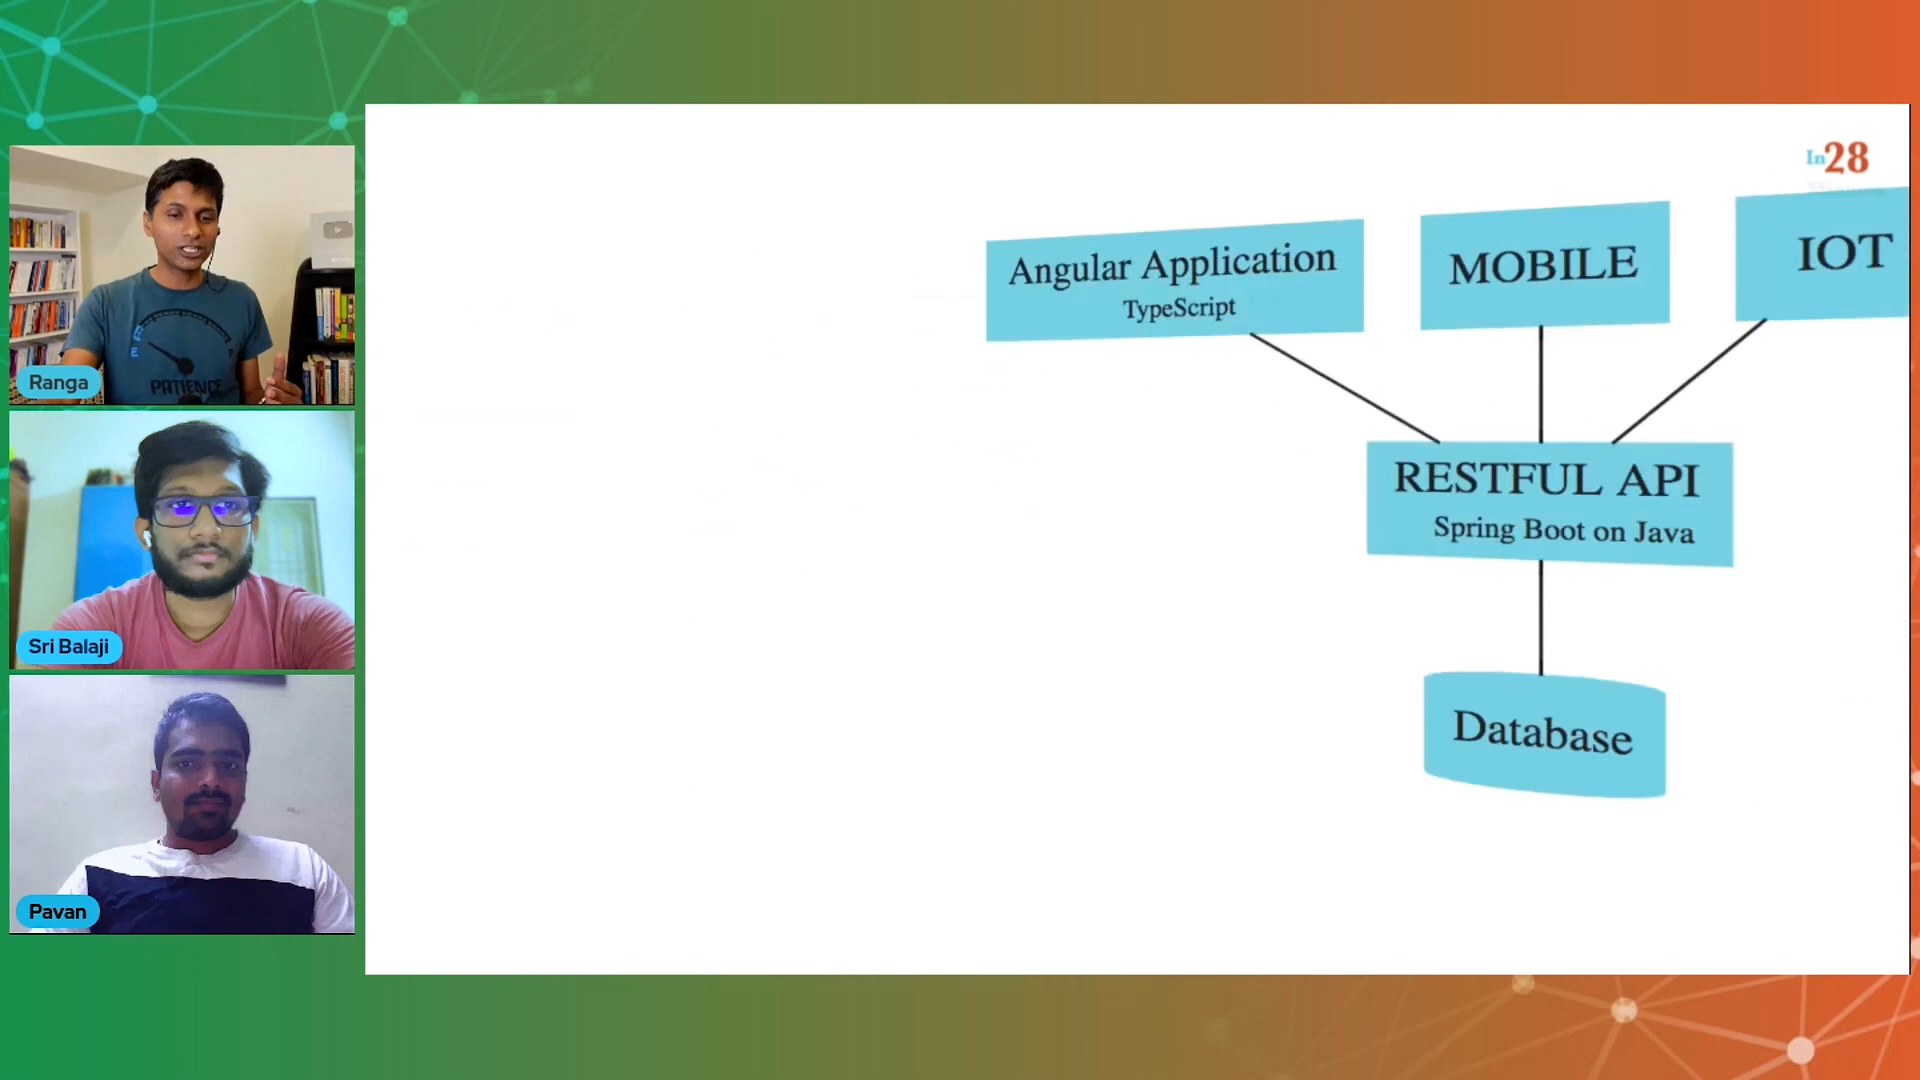 In28
Angular Application
TypeScript
MOBILE
IOT
RESTFUL API
Spring Boot on Java
Database
PATIENCE
E
Ranga
Sri Balaji
Pavan